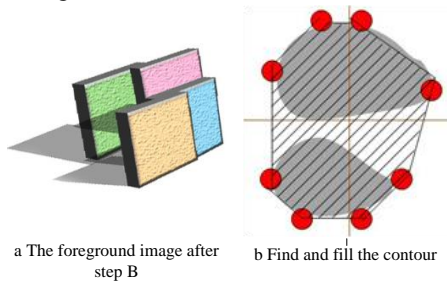 a The foreground image after
step B
b Find and fill the contour